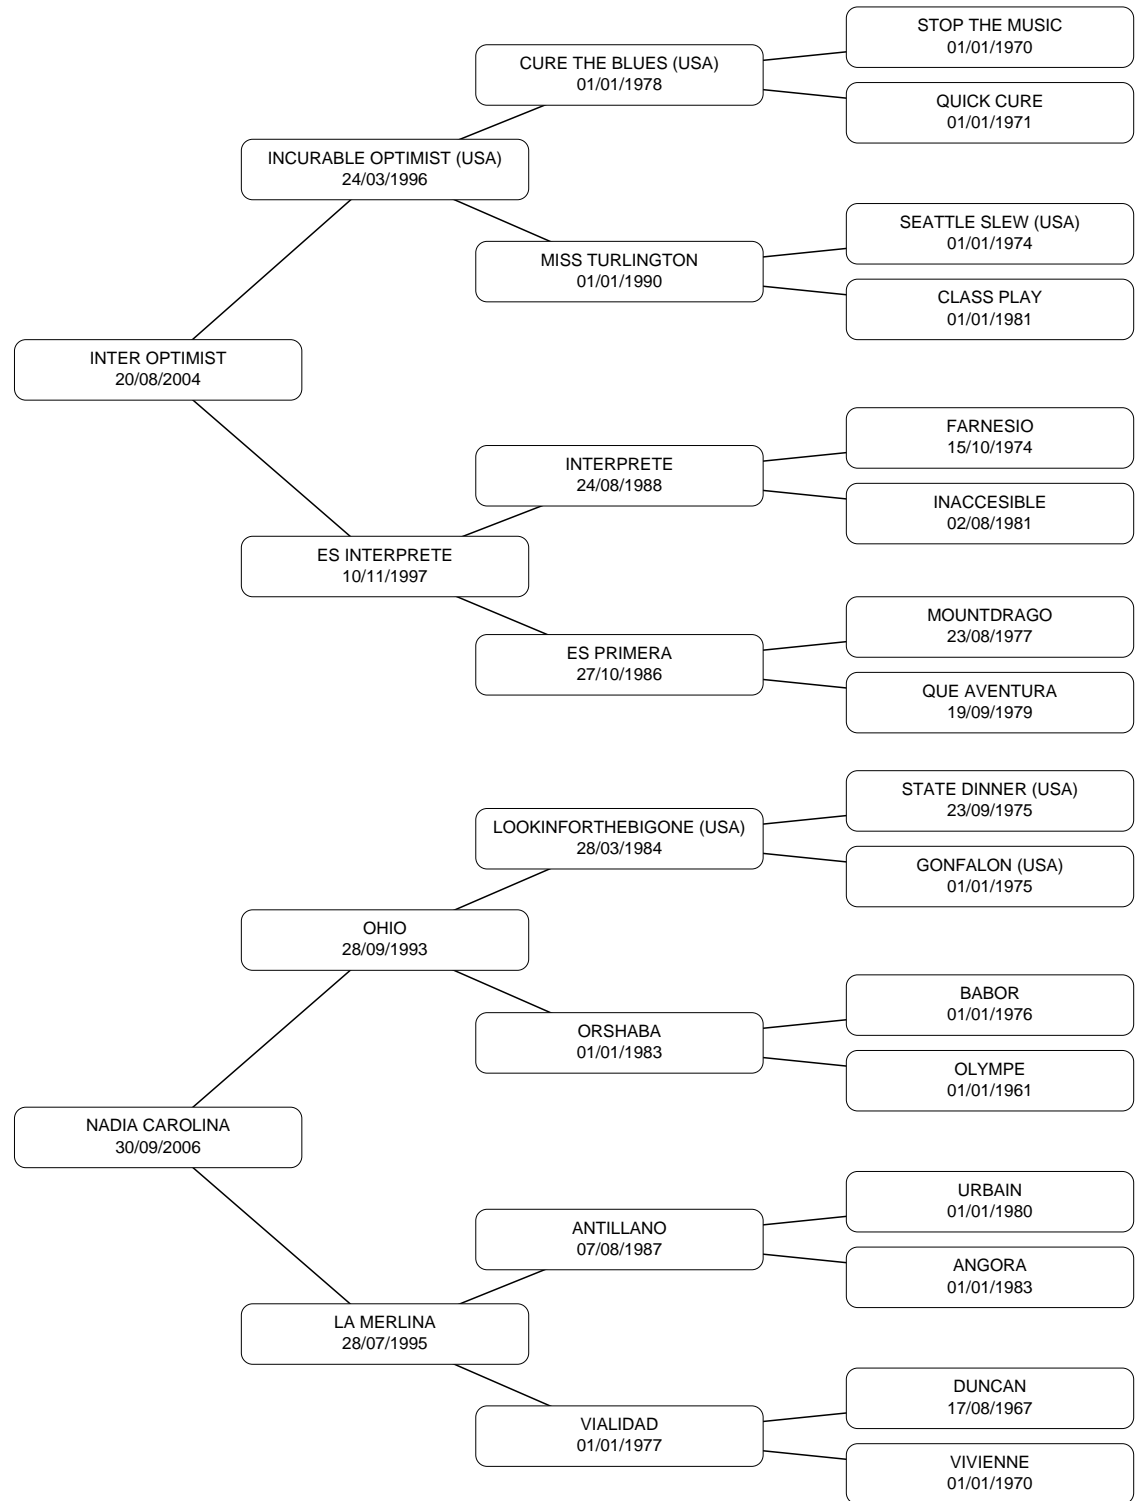 STOP THE MUSIC
01/01/1970
CURE THE BLUES (USA)
01/01/1978
QUICK CURE
01/01/1971
INCURABLE OPTIMIST (USA)
24/03/1996
SEATTLE SLEW (USA)
01/01/1974
MISS TURLINGTON
01/01/1990
CLASS PLAY
01/01/1981
INTER OPTIMIST
20/08/2004
FARNESIO
15/10/1974
INTERPRETE
24/08/1988
INACCESIBLE
02/08/1981
ES INTERPRETE
10/11/1997
MOUNTDRAGO
23/08/1977
ES PRIMERA
27/10/1986
QUE AVENTURA
19/09/1979
STATE DINNER (USA)
23/09/1975
LOOKINFORTHEBIGONE (USA)
28/03/1984
GONFALON (USA)
01/01/1975
OHIO
28/09/1993
BABOR
01/01/1976
ORSHABA
01/01/1983
OLYMPE
01/01/1961
NADIA CAROLINA
30/09/2006
URBAIN
01/01/1980
ANTILLANO
07/08/1987
ANGORA
01/01/1983
LA MERLINA
28/07/1995
DUNCAN
17/08/1967
VIALIDAD
01/01/1977
VIVIENNE
01/01/1970